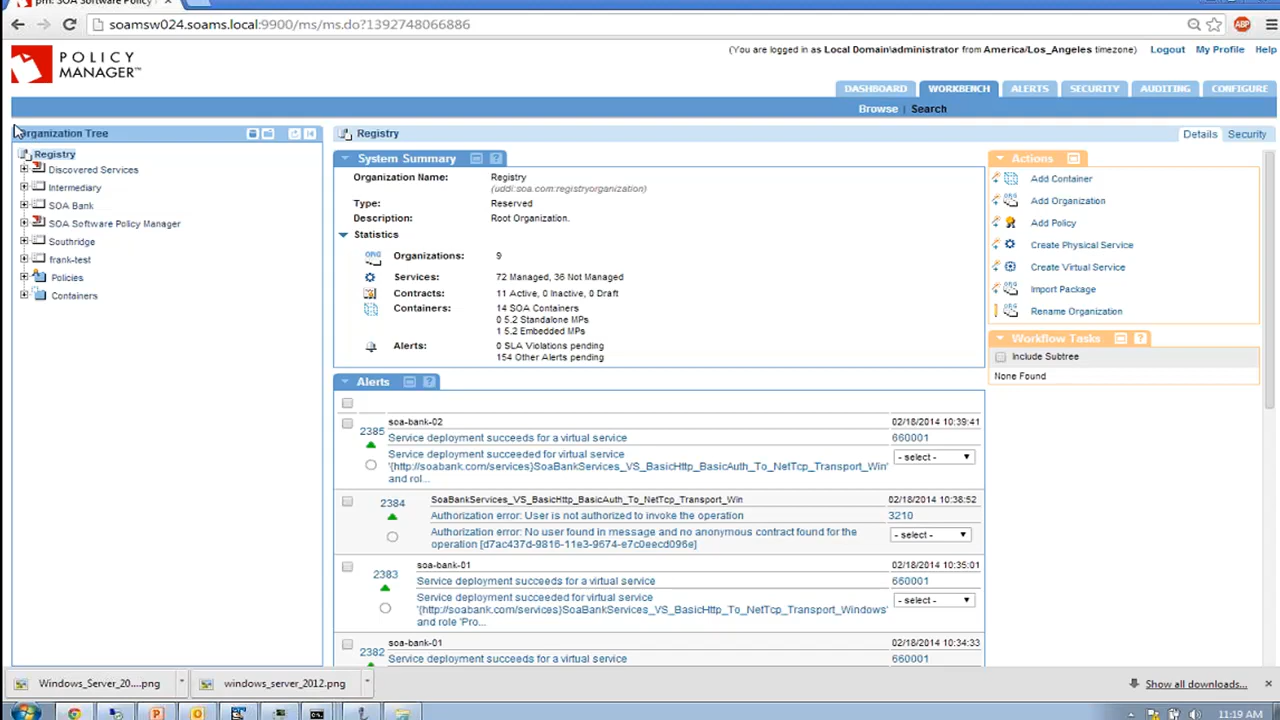 pm: SOA Software Policy
soamsw024.soams.local:9900/ms/ms.do?1392748066886
ABP
POLICY
MANAGER™
(You are logged in as Local Domain\administrator from America/Los_Angeles timezone)
Logout
My Profile
Help
DASHBOARD
WORKBENCH
ALERTS
SECURITY
AUDITING
CONFIGURE
Browse | Search
Organization Tree
Registry
Discovered Services
Intermediary
SOA Bank
SOA Software Policy Manager
Southridge
frank-test
Policies
Containers
Registry
Details
Security
System Summary
Organization Name: Registry
(uddi:soa.com:registryorganization)
Type: Reserved
Description: Root Organization.
Statistics
Organizations: 9
Services: 72 Managed, 36 Not Managed
Contracts: 11 Active, 0 Inactive, 0 Draft
Containers: 14 SOA Containers
0 5.2 Standalone MPs
1 5.2 Embedded MPs
Alerts: 0 SLA Violations pending
154 Other Alerts pending
Alerts
soa-bank-02 02/18/2014 10:39:41
2385 Service deployment succeeds for a virtual service 660001
Service deployment succeeded for virtual service - select -
'{http://soabank.com/services}SoaBankServices_VS_BasicHttp_BasicAuth_To_NetTcp_Transport_Win'
and rol...
SoaBankServices_VS_BasicHttp_BasicAuth_To_NetTcp_Transport_Win 02/18/2014 10:38:52
2384 Authorization error: User is not authorized to invoke the operation 3210
Authorization error: No user found in message and no anonymous contract found for the - select -
operation [d7ac437d-9816-11e3-9674-e7c0eecd096e]
soa-bank-01 02/18/2014 10:35:01
2383 Service deployment succeeds for a virtual service 660001
Service deployment succeeded for virtual service - select -
'{http://soabank.com/services}SoaBankServices_VS_BasicHttp_To_NetTcp_Transport_Windows'
and role 'Pro...
soa-bank-01 02/18/2014 10:34:33
2382 Service deployment succeeds for a virtual service 660001
Actions
Add Container
Add Organization
Add Policy
Create Physical Service
Create Virtual Service
Import Package
Rename Organization
Workflow Tasks
Include Subtree
None Found
Windows_Server_20....png
windows_server_2012.png
Show all downloads...
11:19 AM